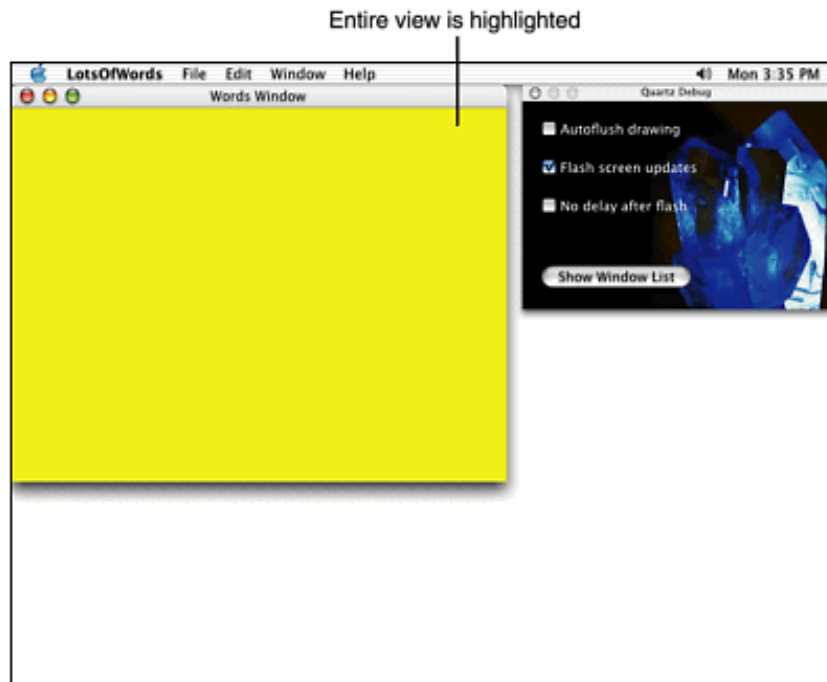 Entire view is highlighted
LotsOfWords File Edit Window Help Mon 3:35 PM
Words Window
Quartz Debug
Autoflush drawing
Flash screen updates
No delay after flash
Show Window List